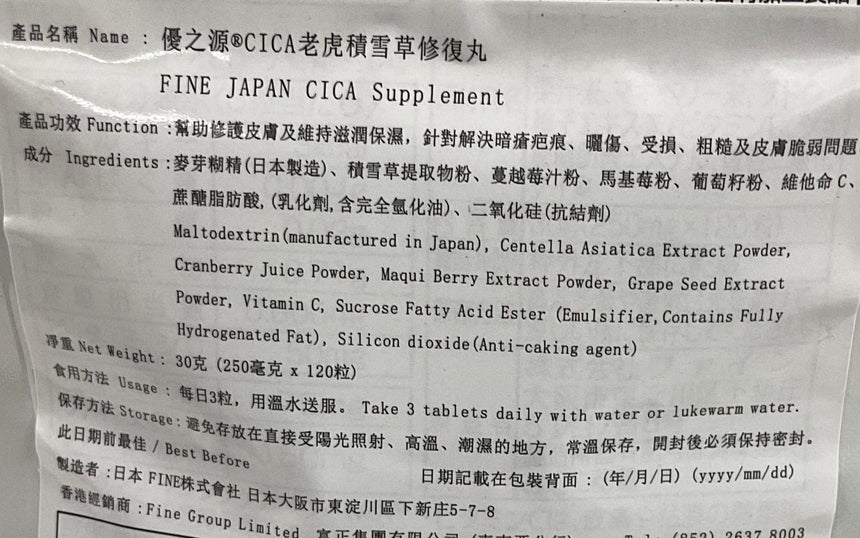 產品名稱 Name : 優之源®CICA老虎積雪草修復丸
FINE JAPAN CICA Supplement
產品功效 Function :幫助修護皮膚及維持滋潤保濕，針對解決暗瘡疤痕、曬傷、受損、粗糙及皮膚脆弱問題
成分 Ingredients :麥芽糊精(日本製造)、積雪草提取物粉、蔓越莓汁粉、馬基莓粉、葡萄籽粉、維他命 C、
蔗醣脂肪酸,(乳化劑,含完全氫化油)、二氧化硅(抗結劑)
Maltodextrin(manufactured in Japan), Centella Asiatica Extract Powder,
Cranberry Juice Powder, Maqui Berry Extract Powder, Grape Seed Extract
Powder, Vitamin C, Sucrose Fatty Acid Ester (Emulsifier,Contains Fully
Hydrogenated Fat), Silicon dioxide(Anti-caking agent)
凈重 Net Weight : 30克 (250毫克 x 120粒)
食用方法 Usage : 每日3粒，用溫水送服。 Take 3 tablets daily with water or lukewarm water.
保存方法 Storage: 避免存放在直接受陽光照射、高溫、潮濕的地方，常溫保存，開封後必須保持密封。
此日期前最佳 / Best Before 日期記載在包裝背面 : (年/月/日) (yyyy/mm/dd)
製造者 :日本 FINE株式會社 日本大阪市東淀川區下新庄5-7-8
香港經銷商 :Fine Group Limited 富正集團有限公司 Tel: (852) 2637 8003